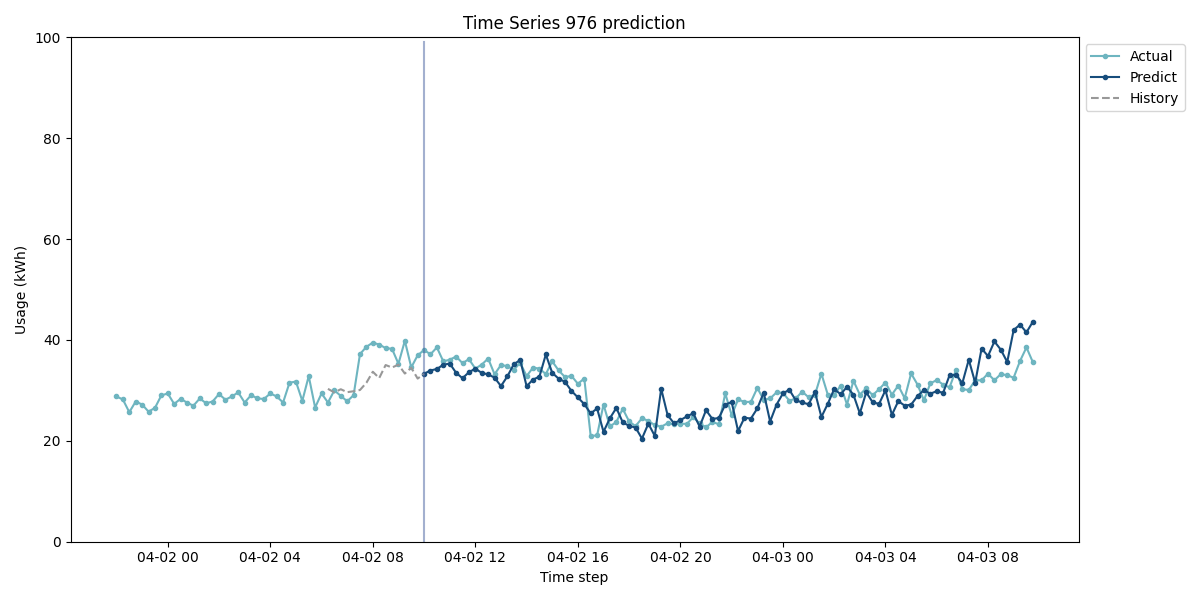 Time Series 976 prediction
Actual
Predict
History
Usage (kWh)
100
80
60
40
20
0
04-02 00
04-02 04
04-02 08
04-02 12
04-02 16
04-02 20
04-03 00
04-03 04
04-03 08
Time step